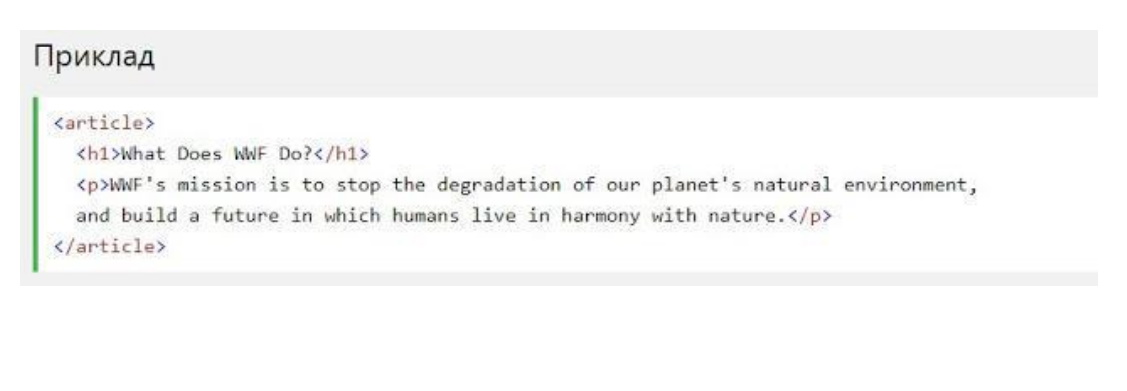 Приклад
<article>
<h1>What Does WWF Do?</h1>
<p>WWF's mission is to stop the degradation of our planet's natural environment,
and build a future in which humans live in harmony with nature.</p>
</article>